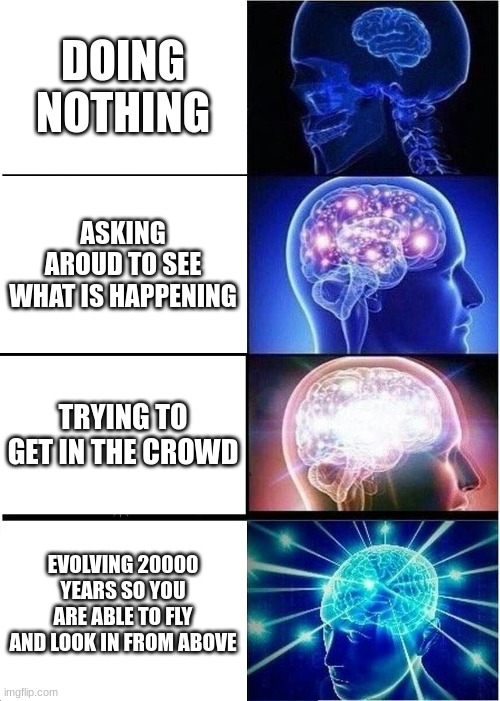 DOING
NOTHING
ASKING
AROUD TO SEE
WHAT IS HAPPENING
TRYING TO
GET IN THE CROWD
EVOLVING 20000
YEARS SO YOU
ARE ABLE TO FLY
AND LOOK IN FROM ABOVE
imgflip.com